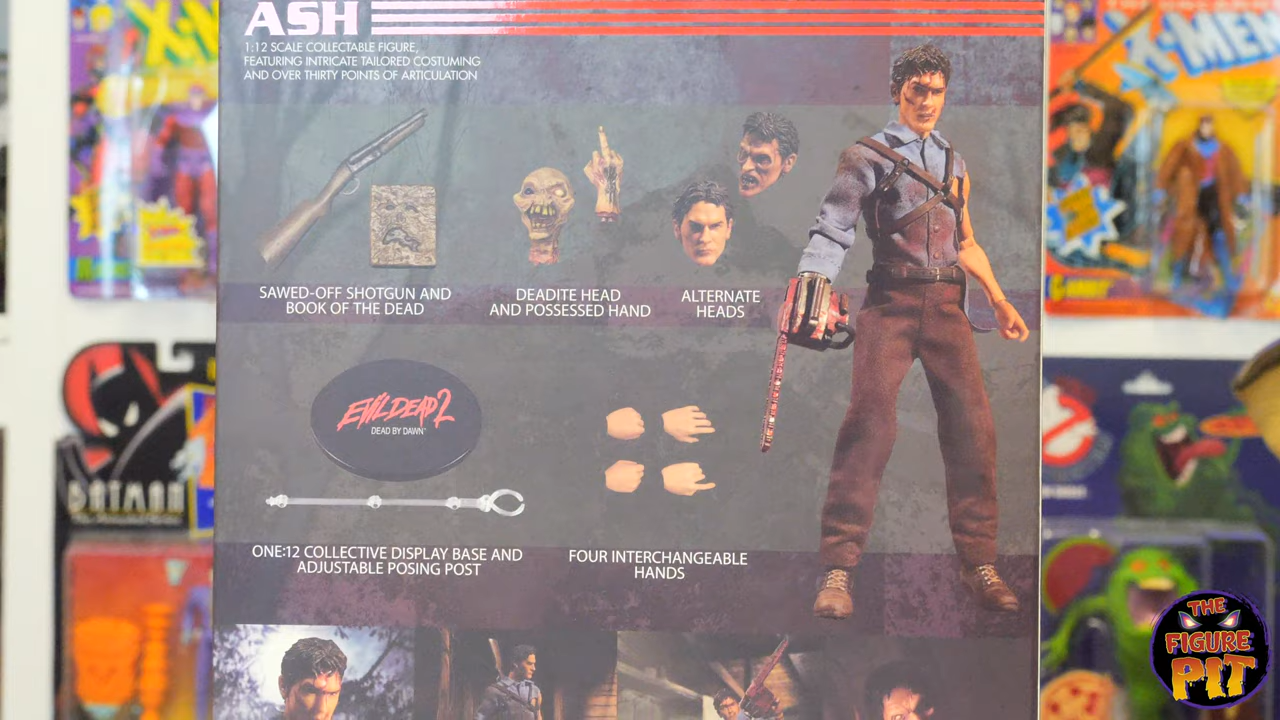 ASH
1:12 SCALE COLLECTABLE FIGURE,
FEATURING INTRICATE TAILORED COSTUMING
AND OVER THIRTY POINTS OF ARTICULATION
X-MEN
SAWED-OFF SHOTGUN AND
BOOK OF THE DEAD
DEADITE HEAD
AND POSSESSED HAND
ALTERNATE
HEADS
EVIL DEAD 2
DEAD BY DAWN™
BATMAN
ONE:12 COLLECTIVE DISPLAY BASE AND
ADJUSTABLE POSING POST
FOUR INTERCHANGEABLE
HANDS
THE
FIGURE
PIT